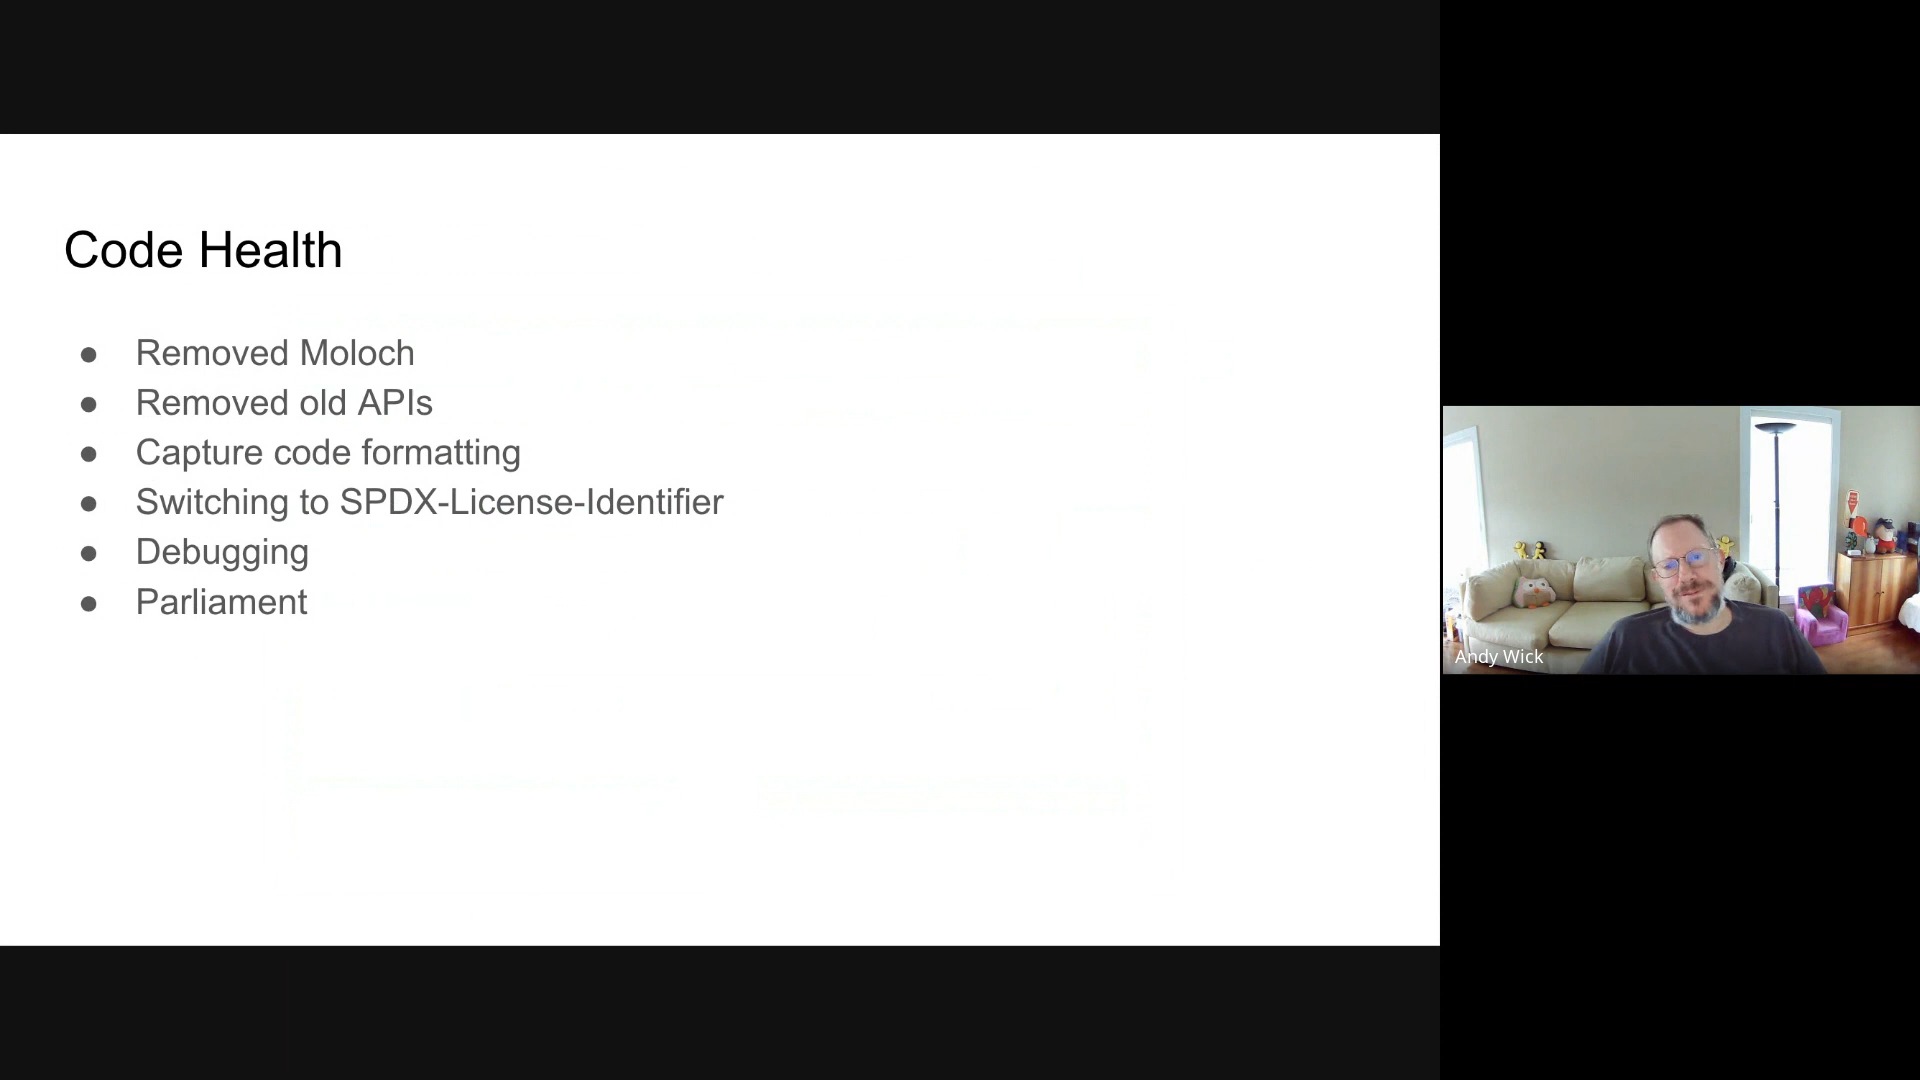 Code Health
● Removed Moloch
● Removed old APIs
● Capture code formatting
● Switching to SPDX-License-Identifier
● Debugging
● Parliament
Andy Wick